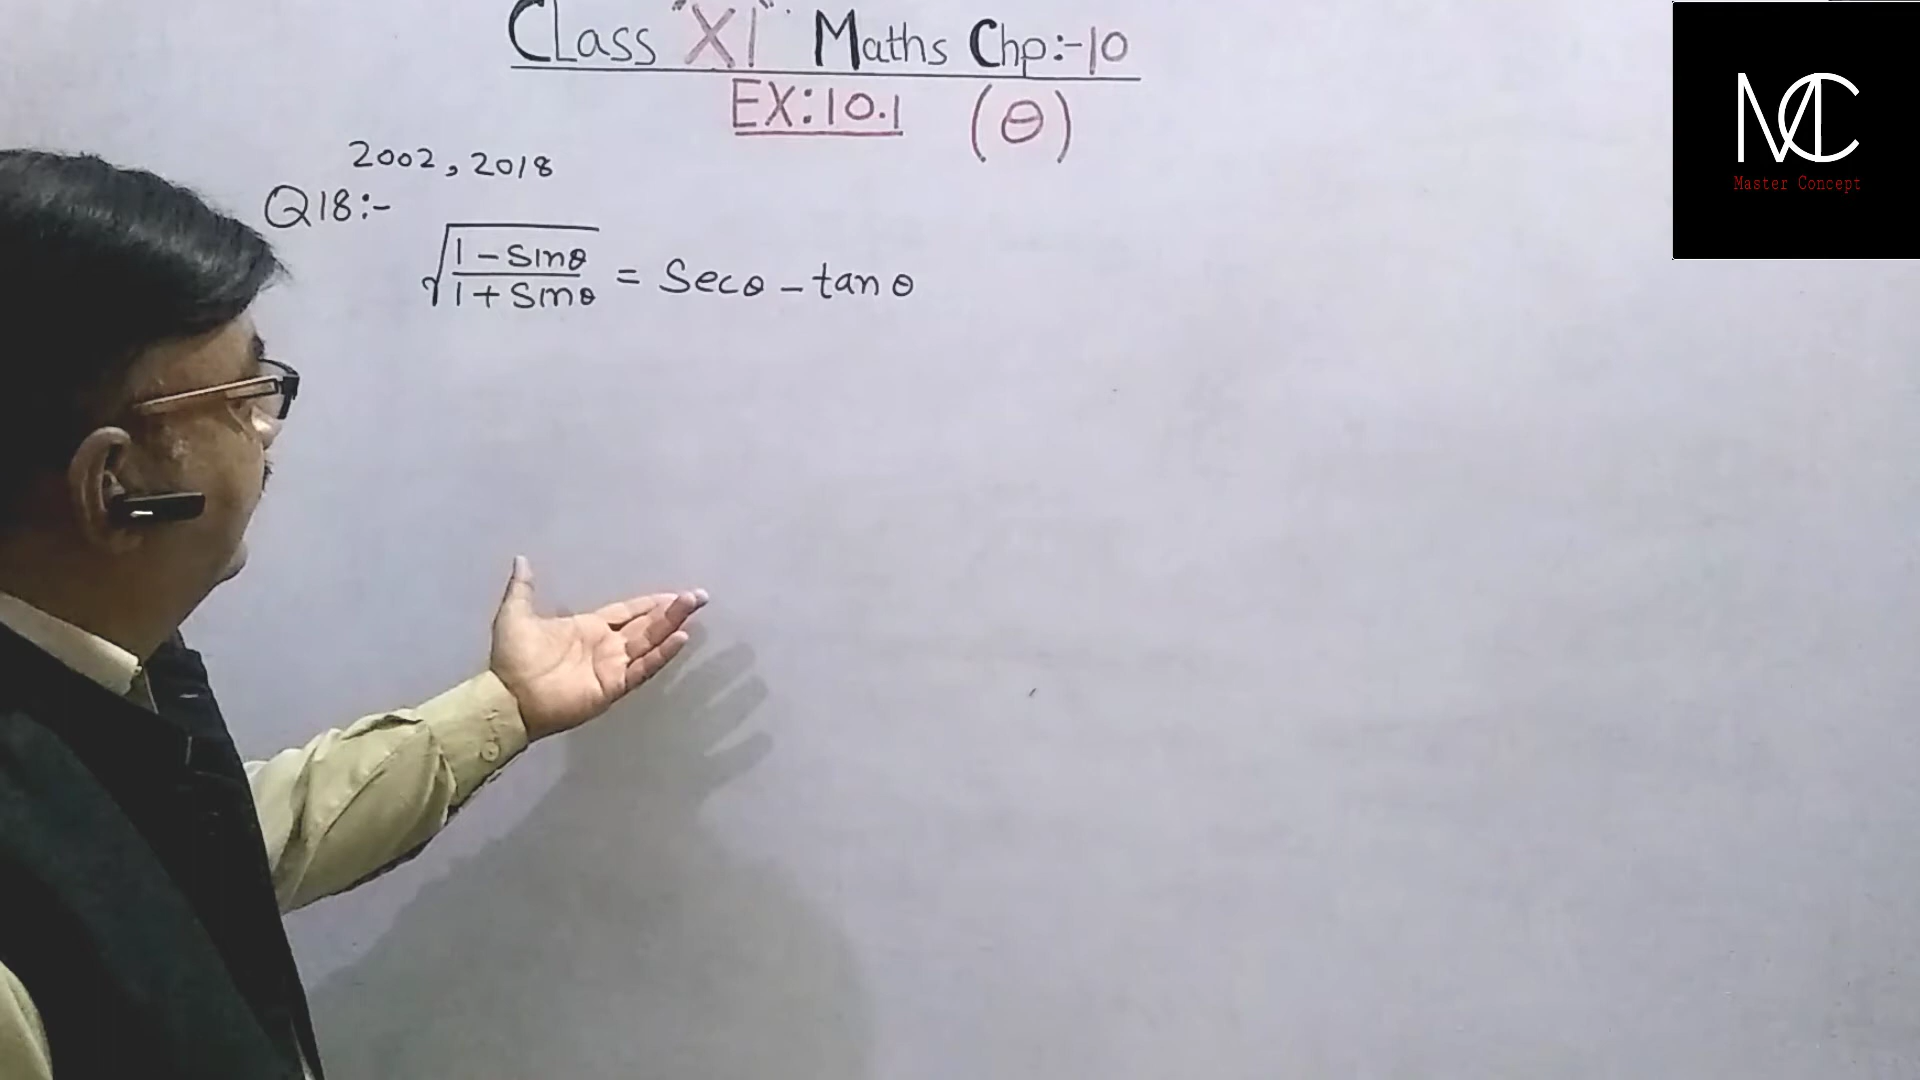 Class "XI" Maths Chp:-10
EX:10.1 (θ)
2002, 2018
Q18:-
√(1-Sinθ / 1+Sinθ) = Secθ - tanθ
MC
Master Concept